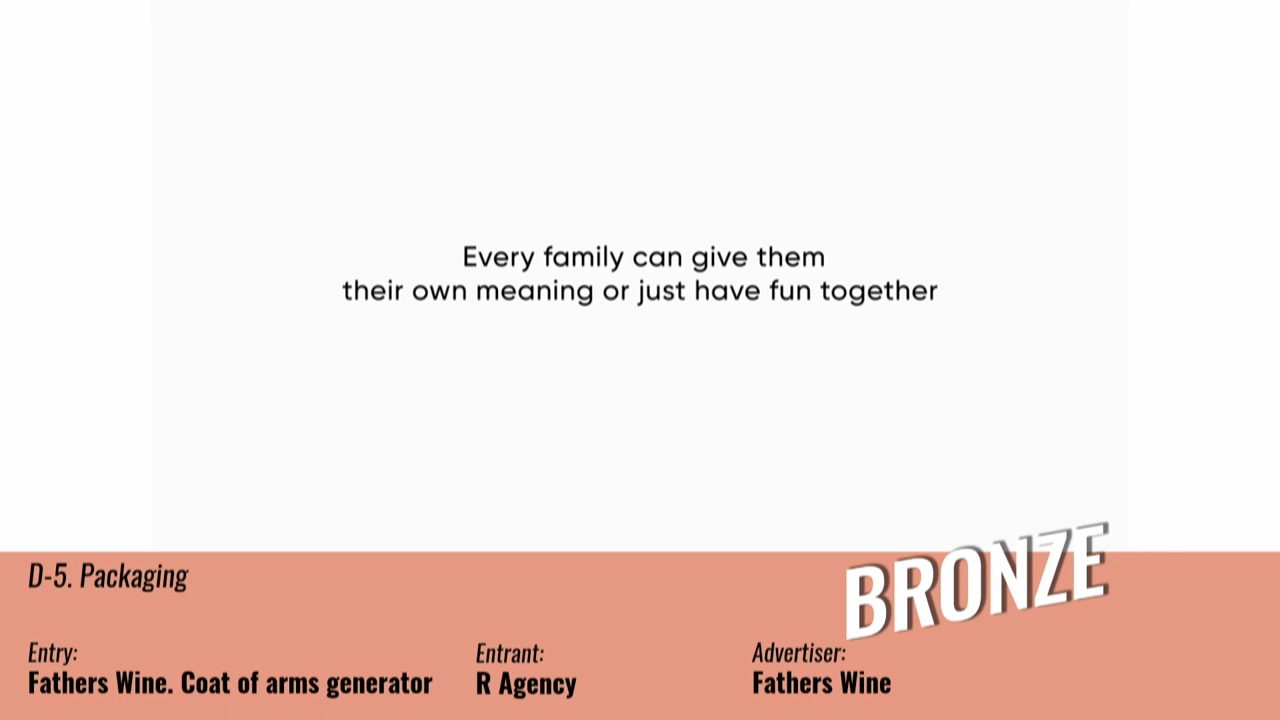 Every family can give them
their own meaning or just have fun together
BRONZE
D-5. Packaging
Entry:
Fathers Wine. Coat of arms generator
Entrant:
R Agency
Advertiser:
Fathers Wine